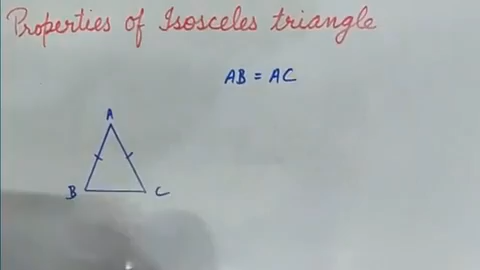 Properties of Isosceles triangle
AB = AC
A
B C